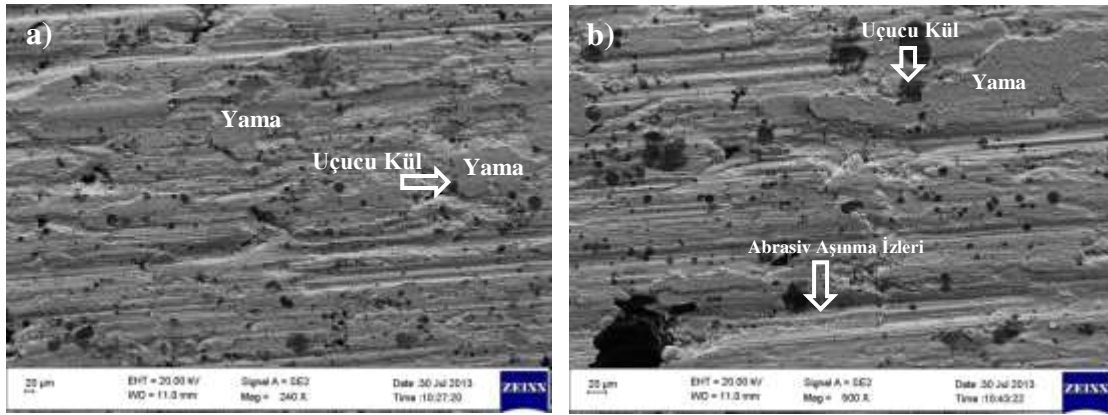 a)
Yama
Uçucu Kül
Yama
20 µm
EHT = 20.00 kV
WD = 11.0 mm
Signal A = SE2
Mag = 240 X
Date :30 Jul 2013
Time :10:27:20
ZEISS
b)
Uçucu Kül
Yama
Abrasiv Aşınma İzleri
20 µm
EHT = 20.00 kV
WD = 11.0 mm
Signal A = SE2
Date :30 Jul 2013
Time :10:43:22
ZEISS